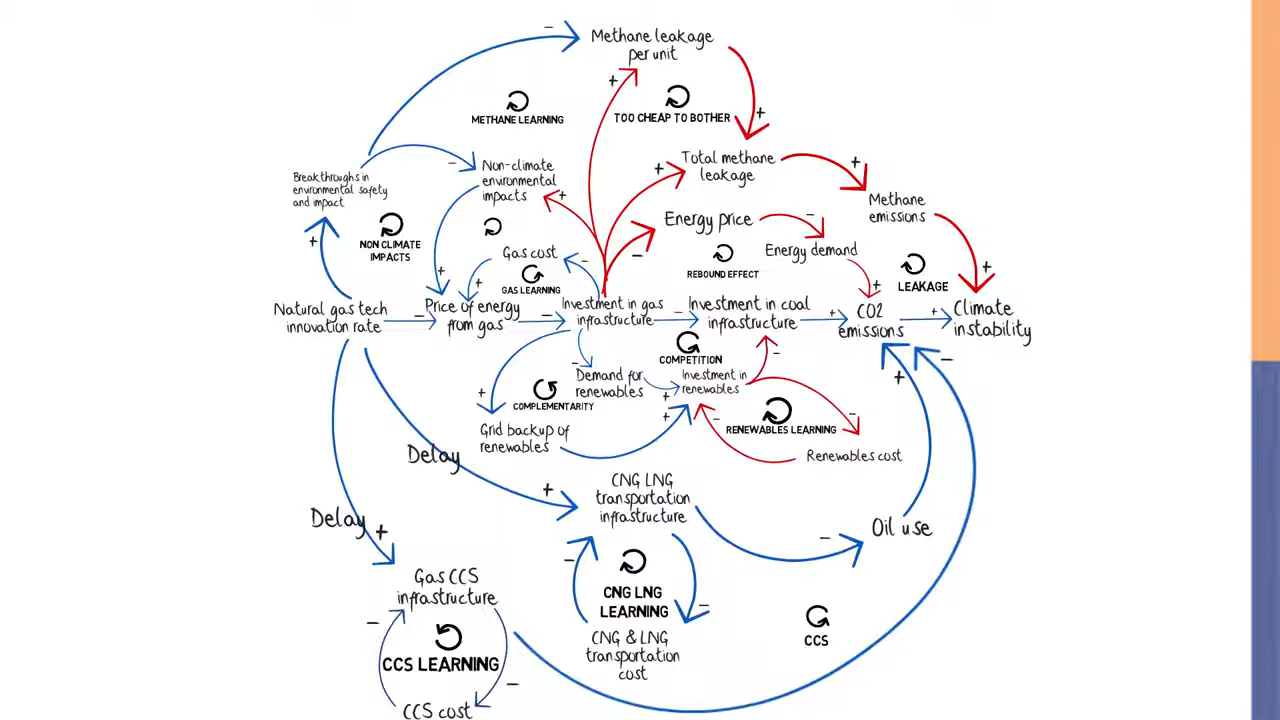 Methane leakage
per unit
−
+
METHANE LEARNING
TOO CHEAP TO BOTHER
+
Total methane
leakage
+
+
Non-climate
environmental
impacts
−
+
Breakthroughs in
environmental safety
and impact
Methane
emissions
Energy price
−
−
Energy demand
+
NON CLIMATE
IMPACTS
+
Gas cost
−
+
+
GAS LEARNING
REBOUND EFFECT
LEAKAGE
+
+
Natural gas tech
innovation rate
−
Price of energy
from gas
−
Investment in gas
infrastructure
−
Investment in coal
infrastructure
+
CO2
emissions
+
Climate
instability
COMPETITION
−
−
−
+
Demand for
renewables
Investment in
renewables
+
+
−
−
+
COMPLEMENTARITY
RENEWABLES LEARNING
Grid backup of
renewables
Renewables cost
Delay
+
CNG LNG
transportation
infrastructure
Delay
+
−
Oil use
−
CNG LNG
LEARNING
−
Gas CCS
infrastructure
−
CCS LEARNING
−
CNG & LNG
transportation
cost
CCS
CCS cost